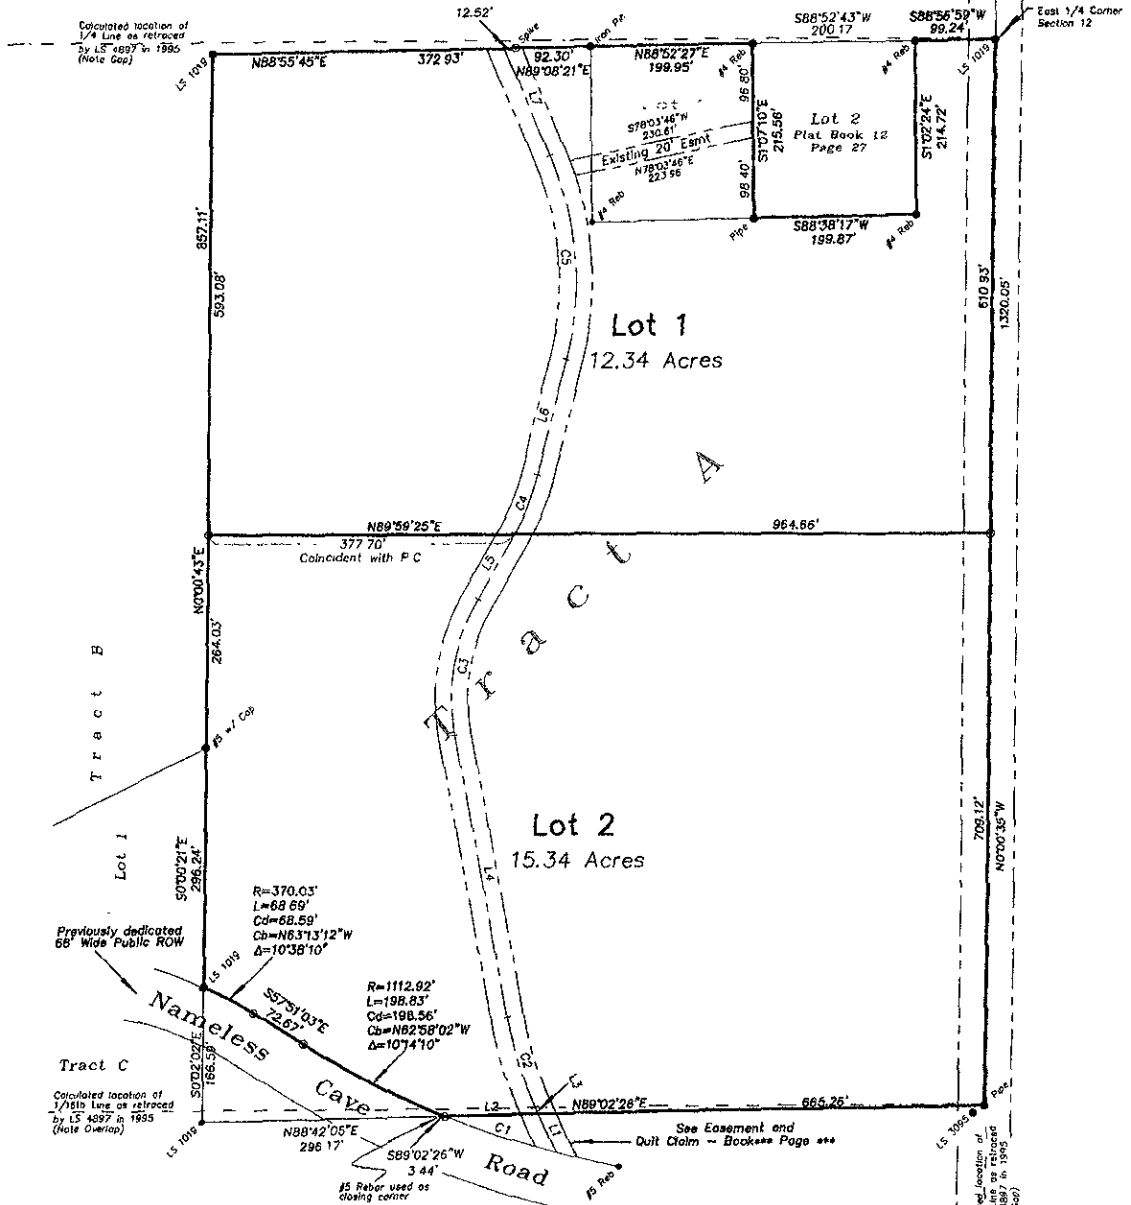 Calculated location of
1/4 Line as retraced
by LS 4897 in 1995
(Note Gap)
LS 1019
12.52'
Spike
Iron Pin
S88°52'43"W
200.17
S88°56'59"W
99.24'
East 1/4 Corner
Section 12
N88°55'45"E
372.93'
92.30'
N89°08'21"E
N88°52'27"E
199.95'
#4 Reb
#4 Reb
LS 1019
L7
Lot
S78°03'46"W
230.61'
Existing 20' Esmt
N78°03'46"E
223.96
96.80'
S1°07'10"E
215.56'
98.40'
Lot 2
Plat Book 12
Page 27
S1°02'24"E
214.72'
#4 Reb
Pipe
S88°38'17"W
199.87'
#4 Reb
857.11'
593.08'
C5
610.93'
1320.05'
Lot 1
12.34 Acres
L6
C4
N89°59'25"E
964.66'
377.70'
Coincident with P C
L5
N0°00'43"E
264.03'
C3
Tract A
Tract B
#5 w/ Cap
Lot 2
15.34 Acres
709.12'
N0°00'35"W
Lot 1
S0°00'21"E
296.24'
L4
R=370.03'
L=68.69'
Cd=68.59'
Cb=N63°13'12"W
Δ=10°38'10"
Previously dedicated
68' Wide Public ROW
LS 1019
S57°51'03"E
72.67'
R=1112.92'
L=198.83'
Cd=198.56'
Cb=N62°58'02"W
Δ=10°14'10"
Nameless Cave Road
Tract C
S0°02'02"E
166.59'
C2
L3
Calculated location of
1/16th Line as retraced
by LS 4897 in 1995
(Note Overlap)
L2
N89°02'26"E
665.26'
Pipe
LS 1019
N88°42'05"E
296.17'
C1
L1
See Easement and
Quit Claim ~ Book*** Page ***
LS 3095
S89°02'26"W
3.44'
#5 Rebar used as
closing corner
#5 Reb
ed location of
ine as retraced
4897 in 1995